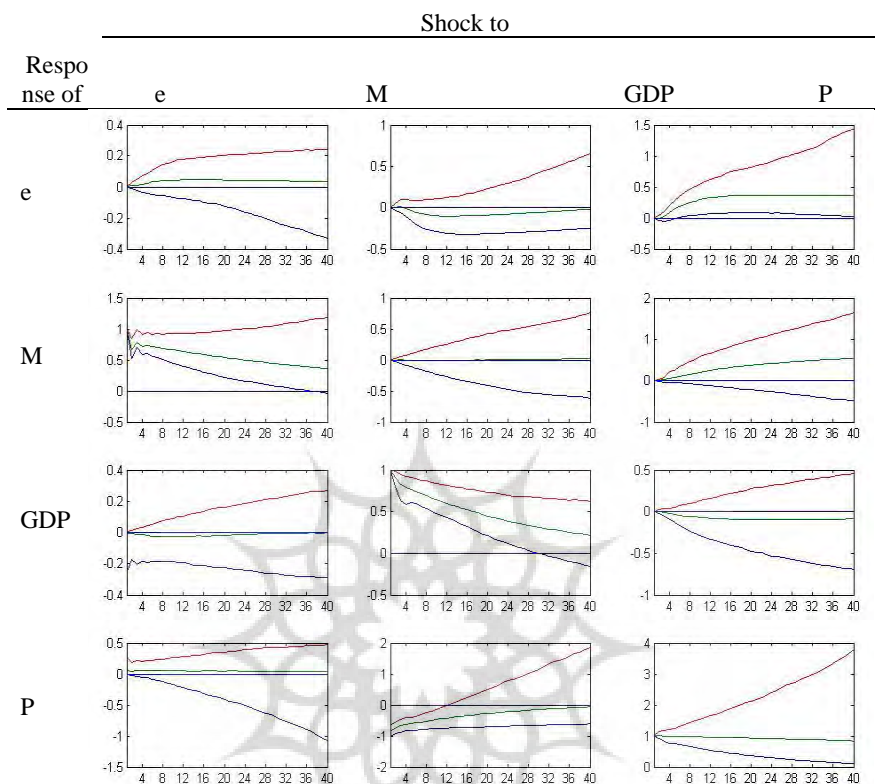 Shock to
Respo
nse of e M GDP P
e
0.4 0.2 0 -0.2 -0.4
4 8 12 16 20 24 28 32 36 40
1 0.5 0 -0.5
4 8 12 16 20 24 28 32 36 40
1.5 1 0.5 0 -0.5
4 8 12 16 20 24 28 32 36 40
M
1.5 1 0.5 0 -0.5
4 8 12 16 20 24 28 32 36 40
1 0.5 0 -0.5 -1
4 8 12 16 20 24 28 32 36 40
2 1 0 -1
4 8 12 16 20 24 28 32 36 40
GDP
0.4 0.2 0 -0.2 -0.4
4 8 12 16 20 24 28 32 36 40
1 0.5 0 -0.5
4 8 12 16 20 24 28 32 36 40
0.5 0 -0.5 -1
4 8 12 16 20 24 28 32 36 40
P
0.5 0 -0.5 -1 -1.5
4 8 12 16 20 24 28 32 36 40
2 1 0 -1 -2
4 8 12 16 20 24 28 32 36 40
4 3 2 1 0
4 8 12 16 20 24 28 32 36 40